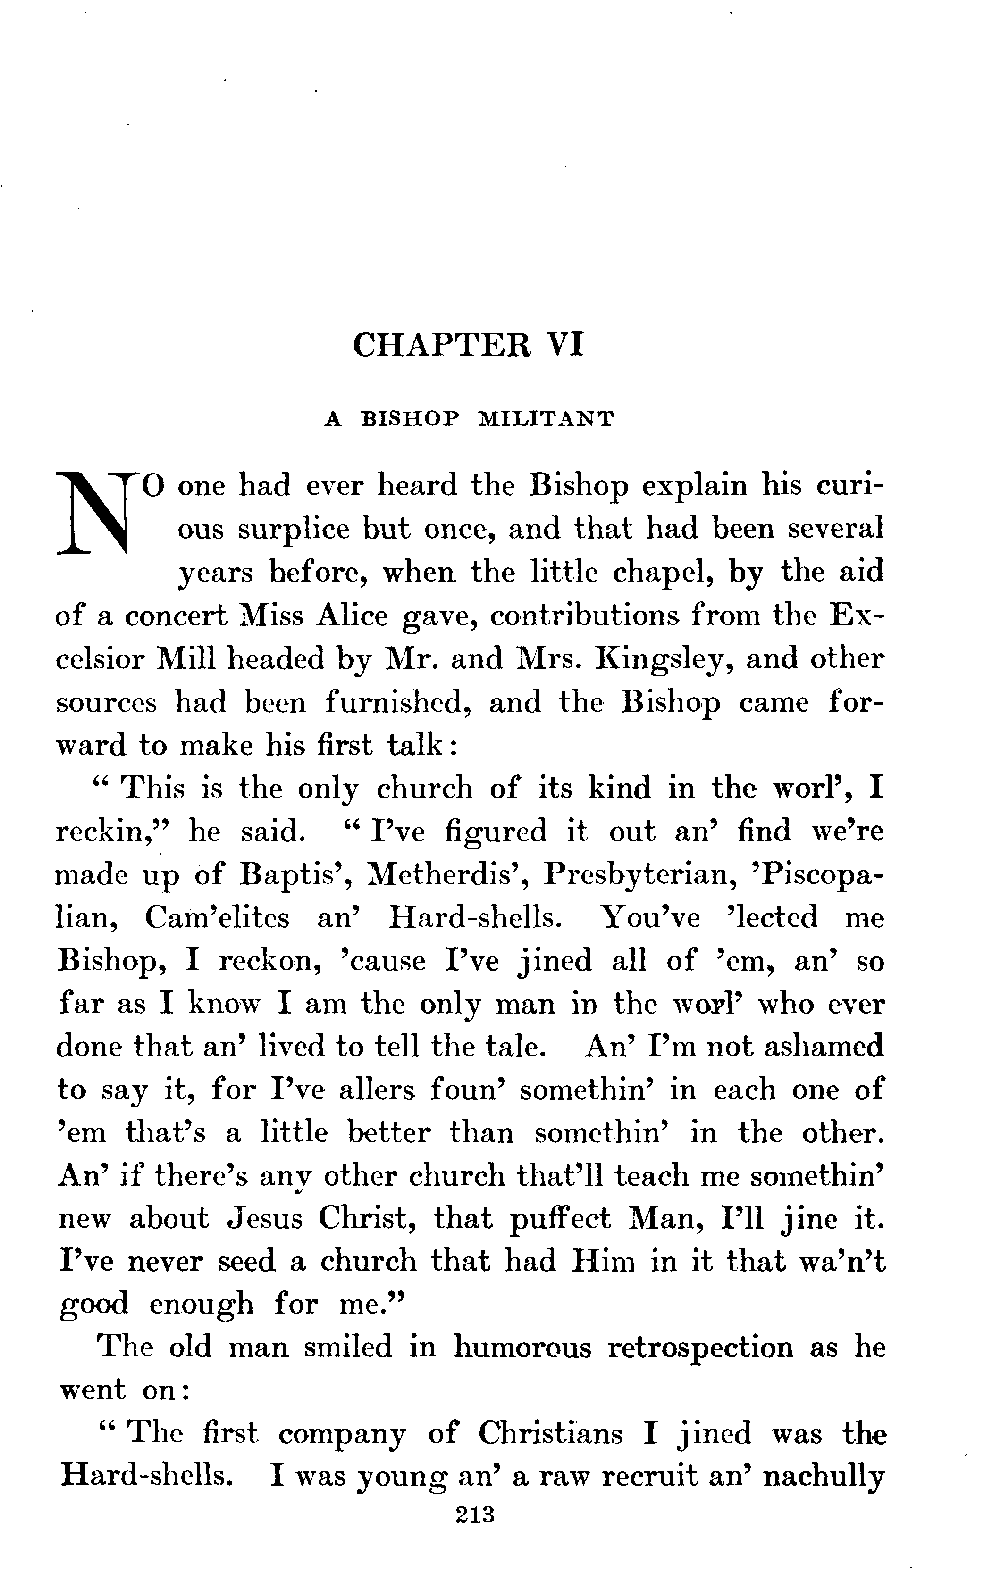 CHAPTER VI
A BISHOP MILITANT
NO one had ever heard the Bishop explain his curi-
ous surplice but once, and that had been several
years before, when the little chapel, by the aid
of a concert Miss Alice gave, contributions from the Ex-
celsior Mill headed by Mr. and Mrs. Kingsley, and other
sources had been furnished, and the Bishop came for-
ward to make his first talk:
“ This is the only church of its kind in the worl’, I
reckin,” he said. “ I’ve figured it out an’ find we’re
made up of Baptis’, Metherdis’, Presbyterian, ’Piscopa-
lian, Cam’elites an’ Hard-shells. You’ve ’lected me
Bishop, I reckon, ’cause I’ve jined all of ’em, an’ so
far as I know I am the only man in the worl’ who ever
done that an’ lived to tell the tale. An’ I’m not ashamed
to say it, for I’ve allers foun’ somethin’ in each one of
’em that’s a little better than somethin’ in the other.
An’ if there’s any other church that’ll teach me somethin’
new about Jesus Christ, that puffect Man, I’ll jine it.
I’ve never seed a church that had Him in it that wa’n’t
good enough for me.”
The old man smiled in humorous retrospection as he
went on:
“ The first company of Christians I jined was the
Hard-shells. I was young an’ a raw recruit an’ nachully
213